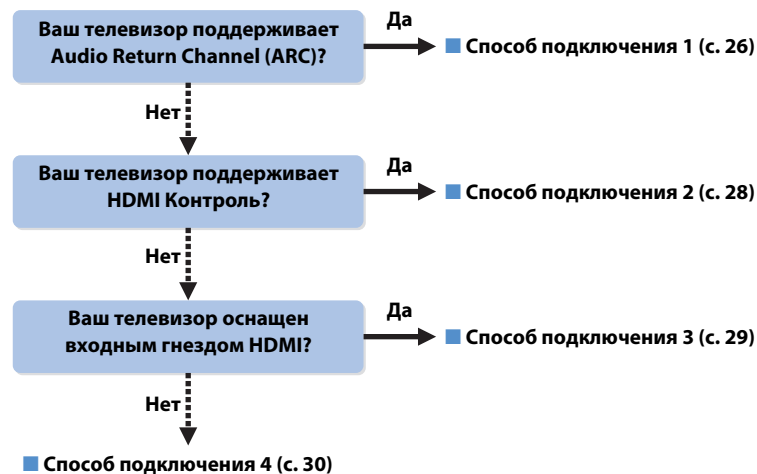 Ваш телевизор поддерживает
Audio Return Channel (ARC)?
Да
Способ подключения 1 (с. 26)
Нет
Ваш телевизор поддерживает
HDMI Контроль?
Да
Способ подключения 2 (с. 28)
Нет
Ваш телевизор оснащен
входным гнездом HDMI?
Да
Способ подключения 3 (с. 29)
Нет
Способ подключения 4 (с. 30)